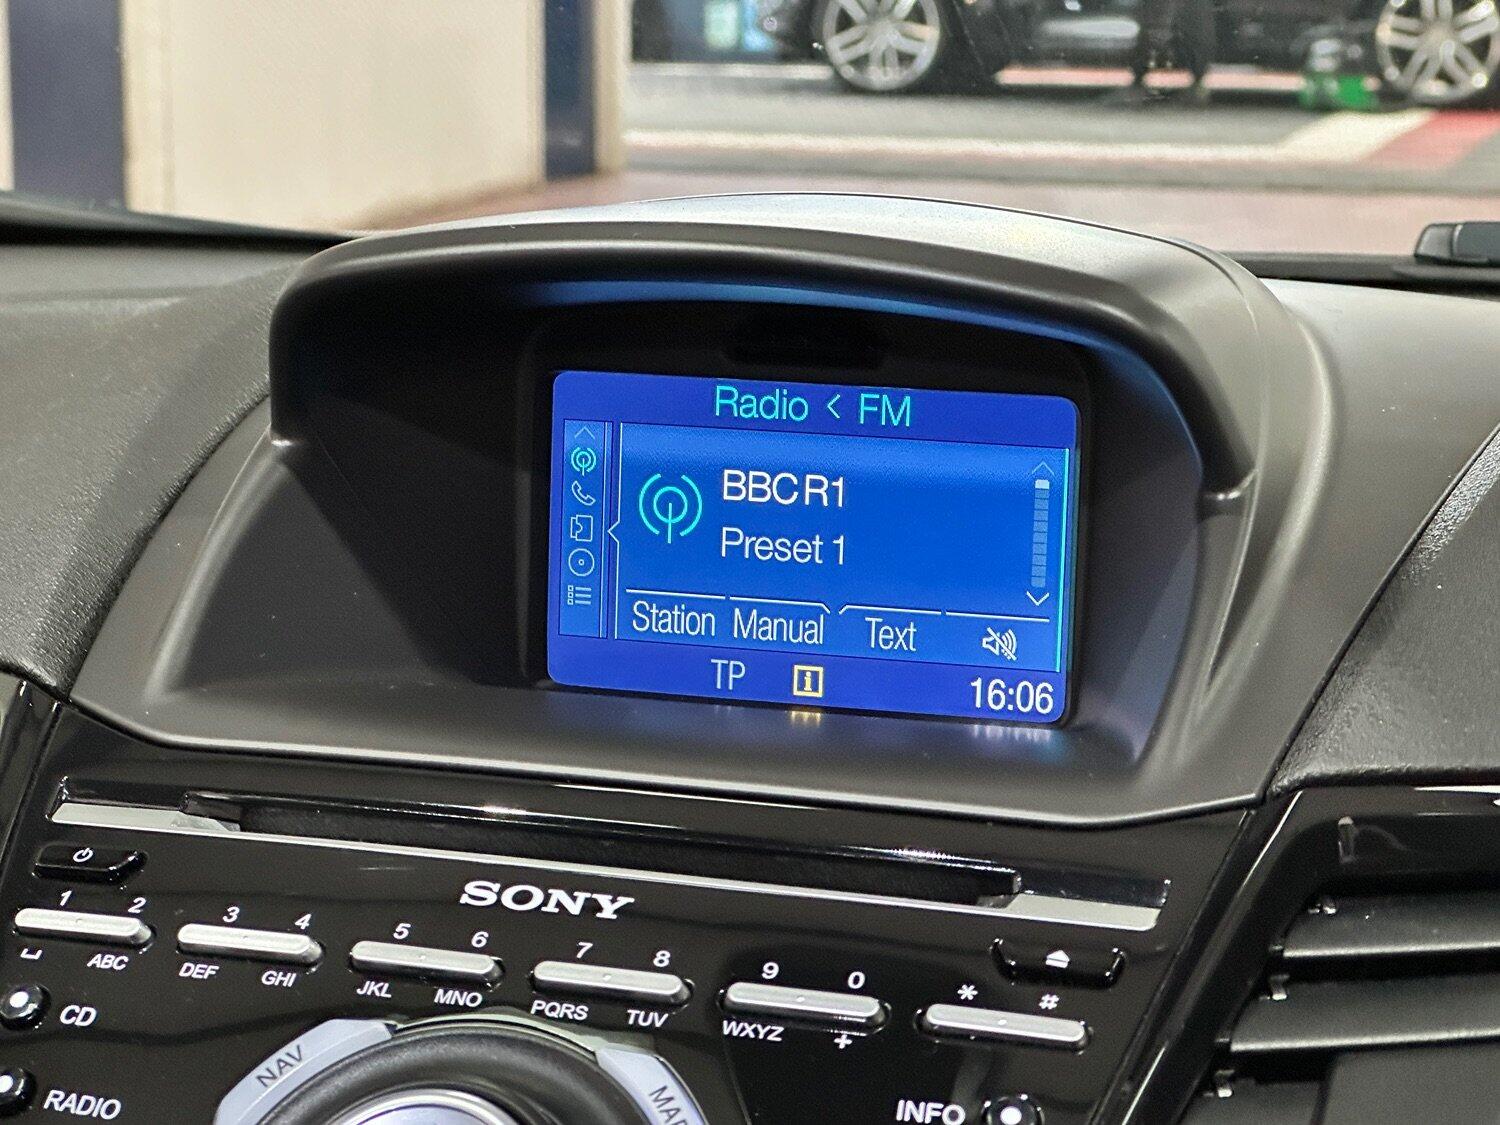 Radio < FM
BBC R1
Preset 1
Station Manual Text
TP i 16:06
SONY
1 2 3 4 5 6 7 8 9 0 * #
ABC DEF GHI JKL MNO PQRS TUV WXYZ +
CD
NAV
RADIO
INFO